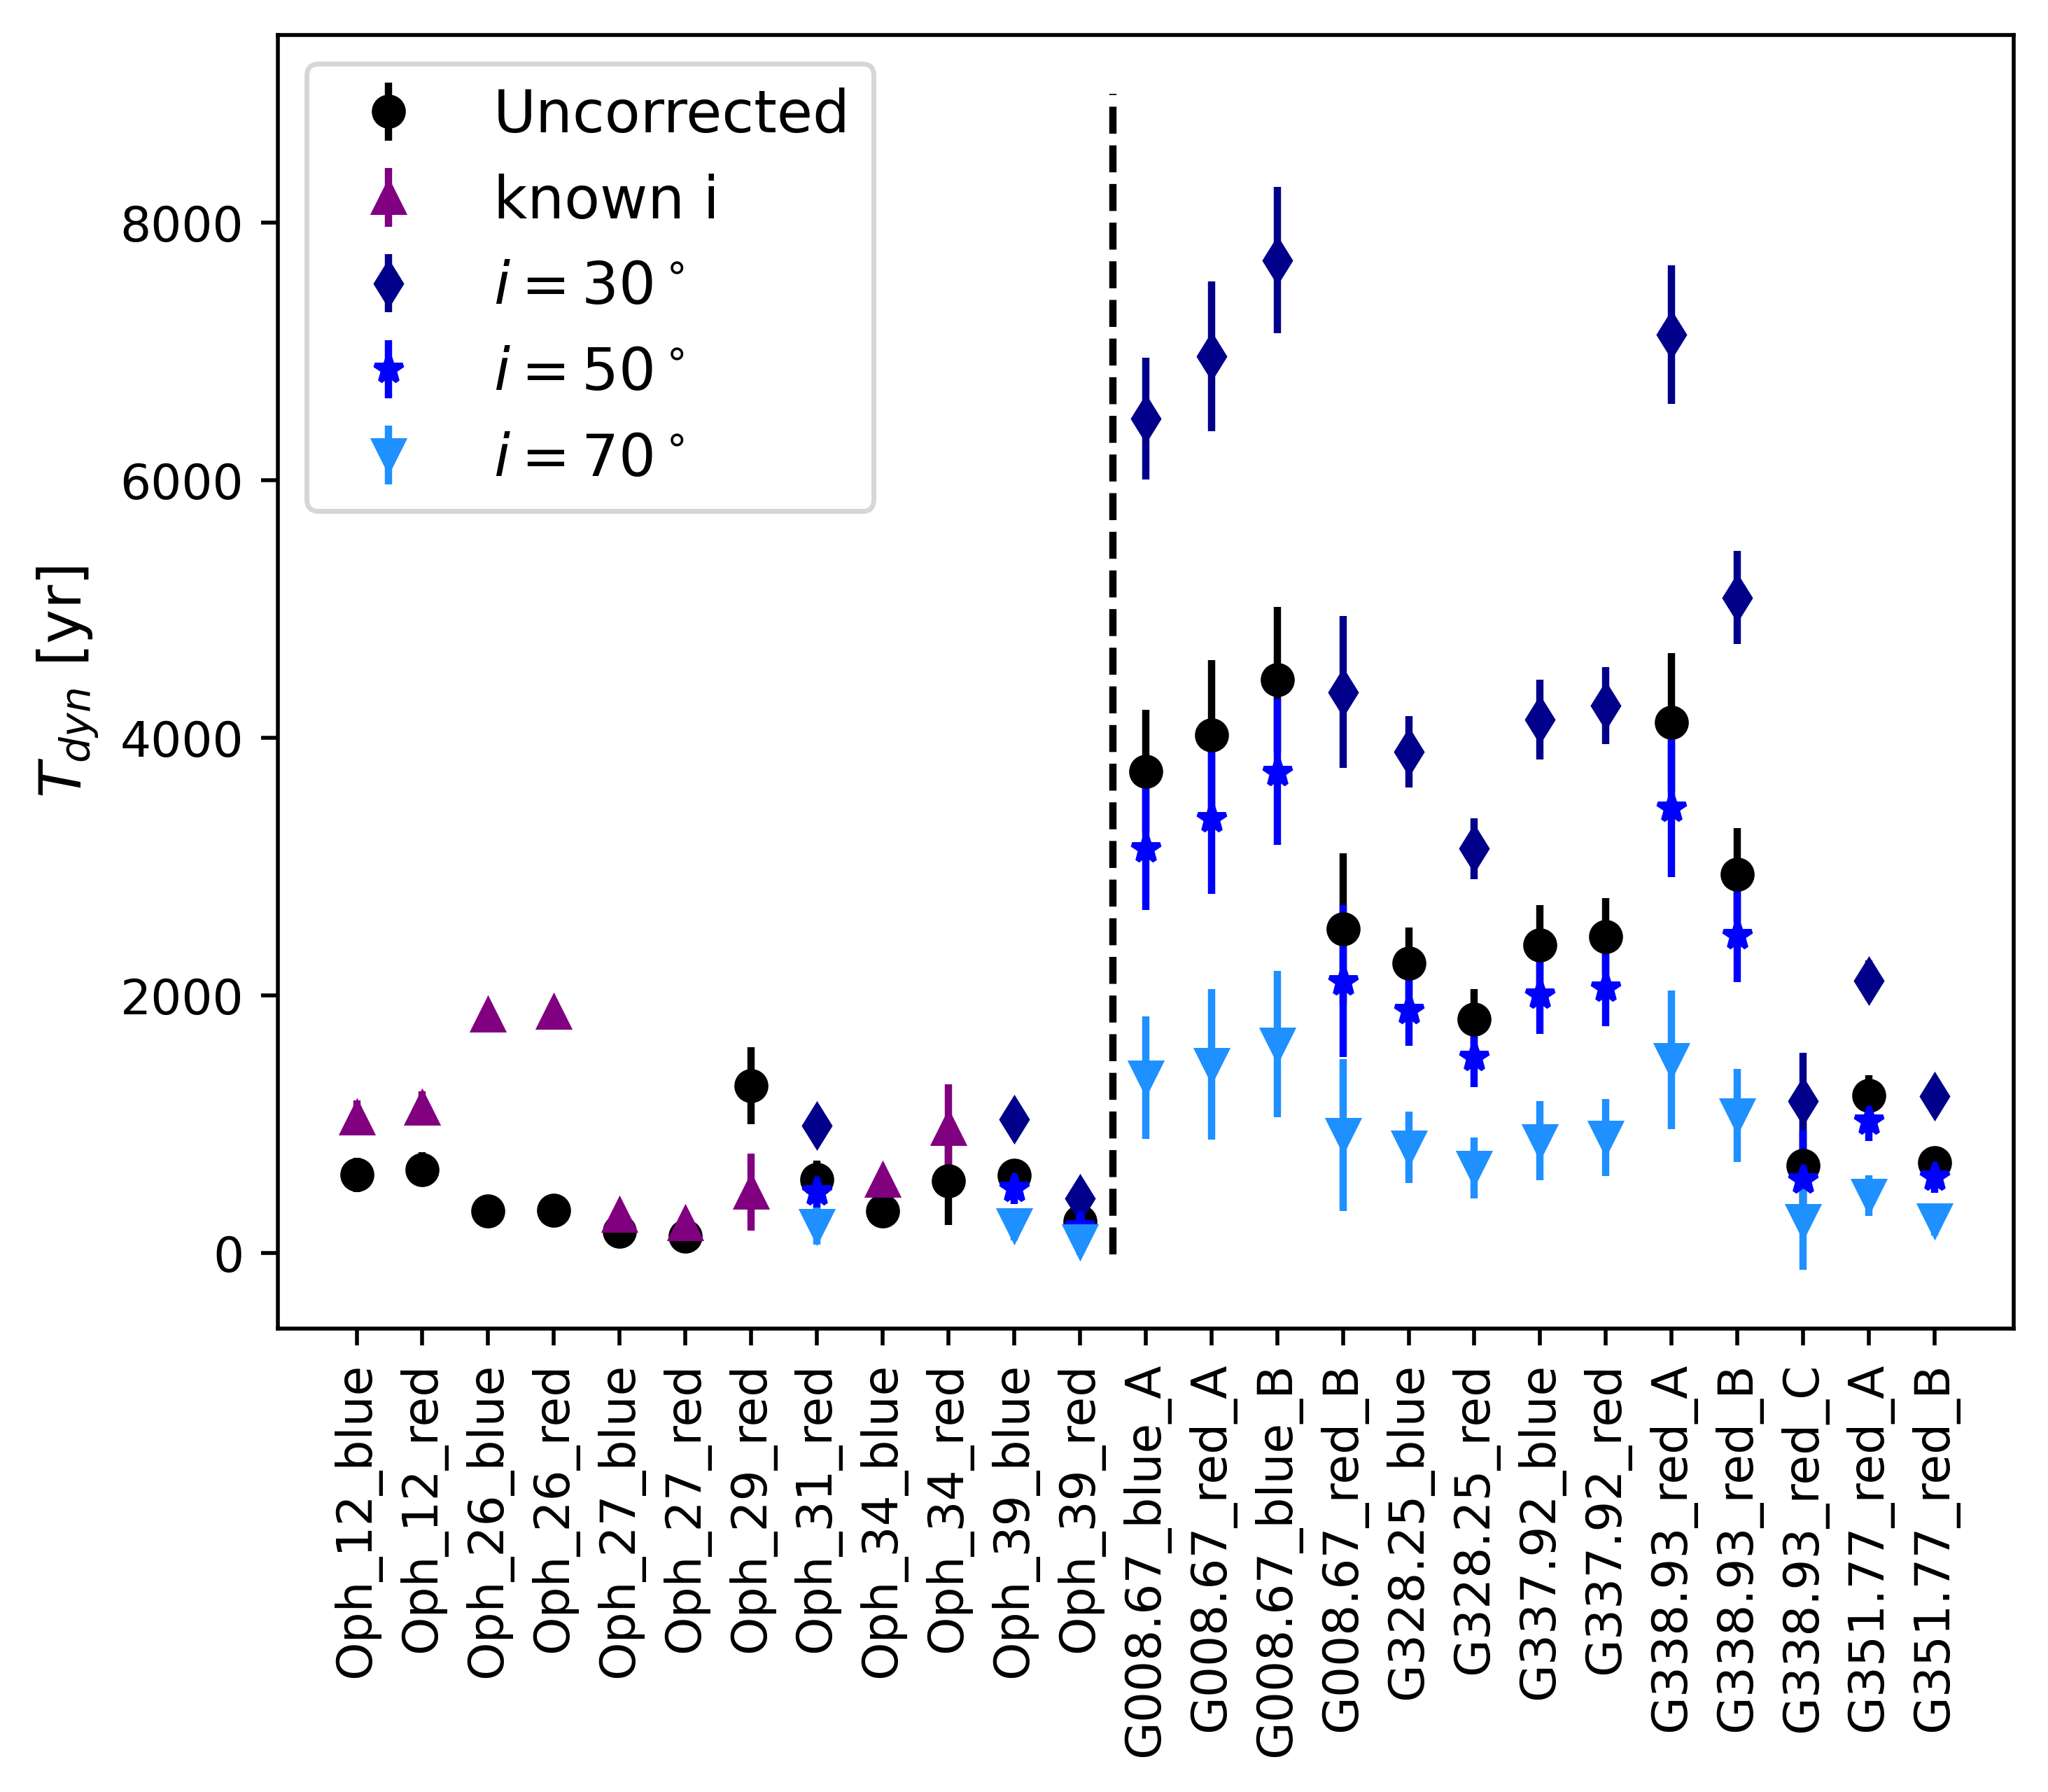 Uncorrected
known i
i = 30°
i = 50°
i = 70°
T_dyn [yr]
8000
6000
4000
2000
0
Oph_12_blue
Oph_12_red
Oph_26_blue
Oph_26_red
Oph_27_blue
Oph_27_red
Oph_29_red
Oph_31_red
Oph_34_blue
Oph_34_red
Oph_39_blue
Oph_39_red
G008.67_blue_A
G008.67_red_A
G008.67_blue_B
G008.67_red_B
G328.25_blue
G328.25_red
G337.92_blue
G337.92_red
G338.93_red_A
G338.93_red_B
G338.93_red_C
G351.77_red_A
G351.77_red_B